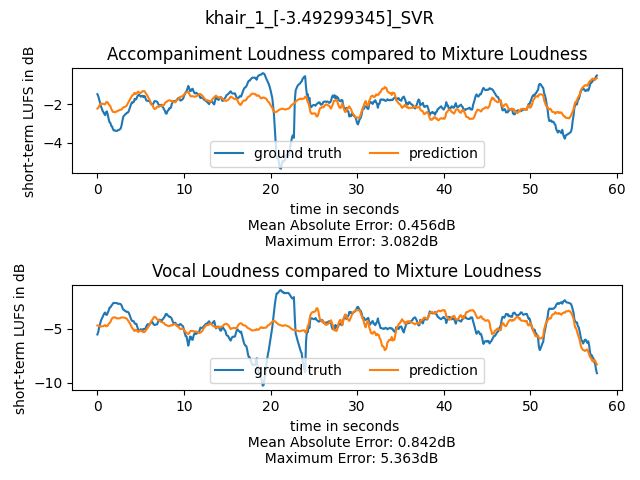 khair_1_[-3.49299345]_SVR
Accompaniment Loudness compared to Mixture Loudness
short-term LUFS in dB
−2
−4
ground truth
prediction
0 10 20 30 40 50 60
time in seconds
Mean Absolute Error: 0.456dB
Maximum Error: 3.082dB
Vocal Loudness compared to Mixture Loudness
short-term LUFS in dB
−5
−10
ground truth
prediction
0 10 20 30 40 50 60
time in seconds
Mean Absolute Error: 0.842dB
Maximum Error: 5.363dB